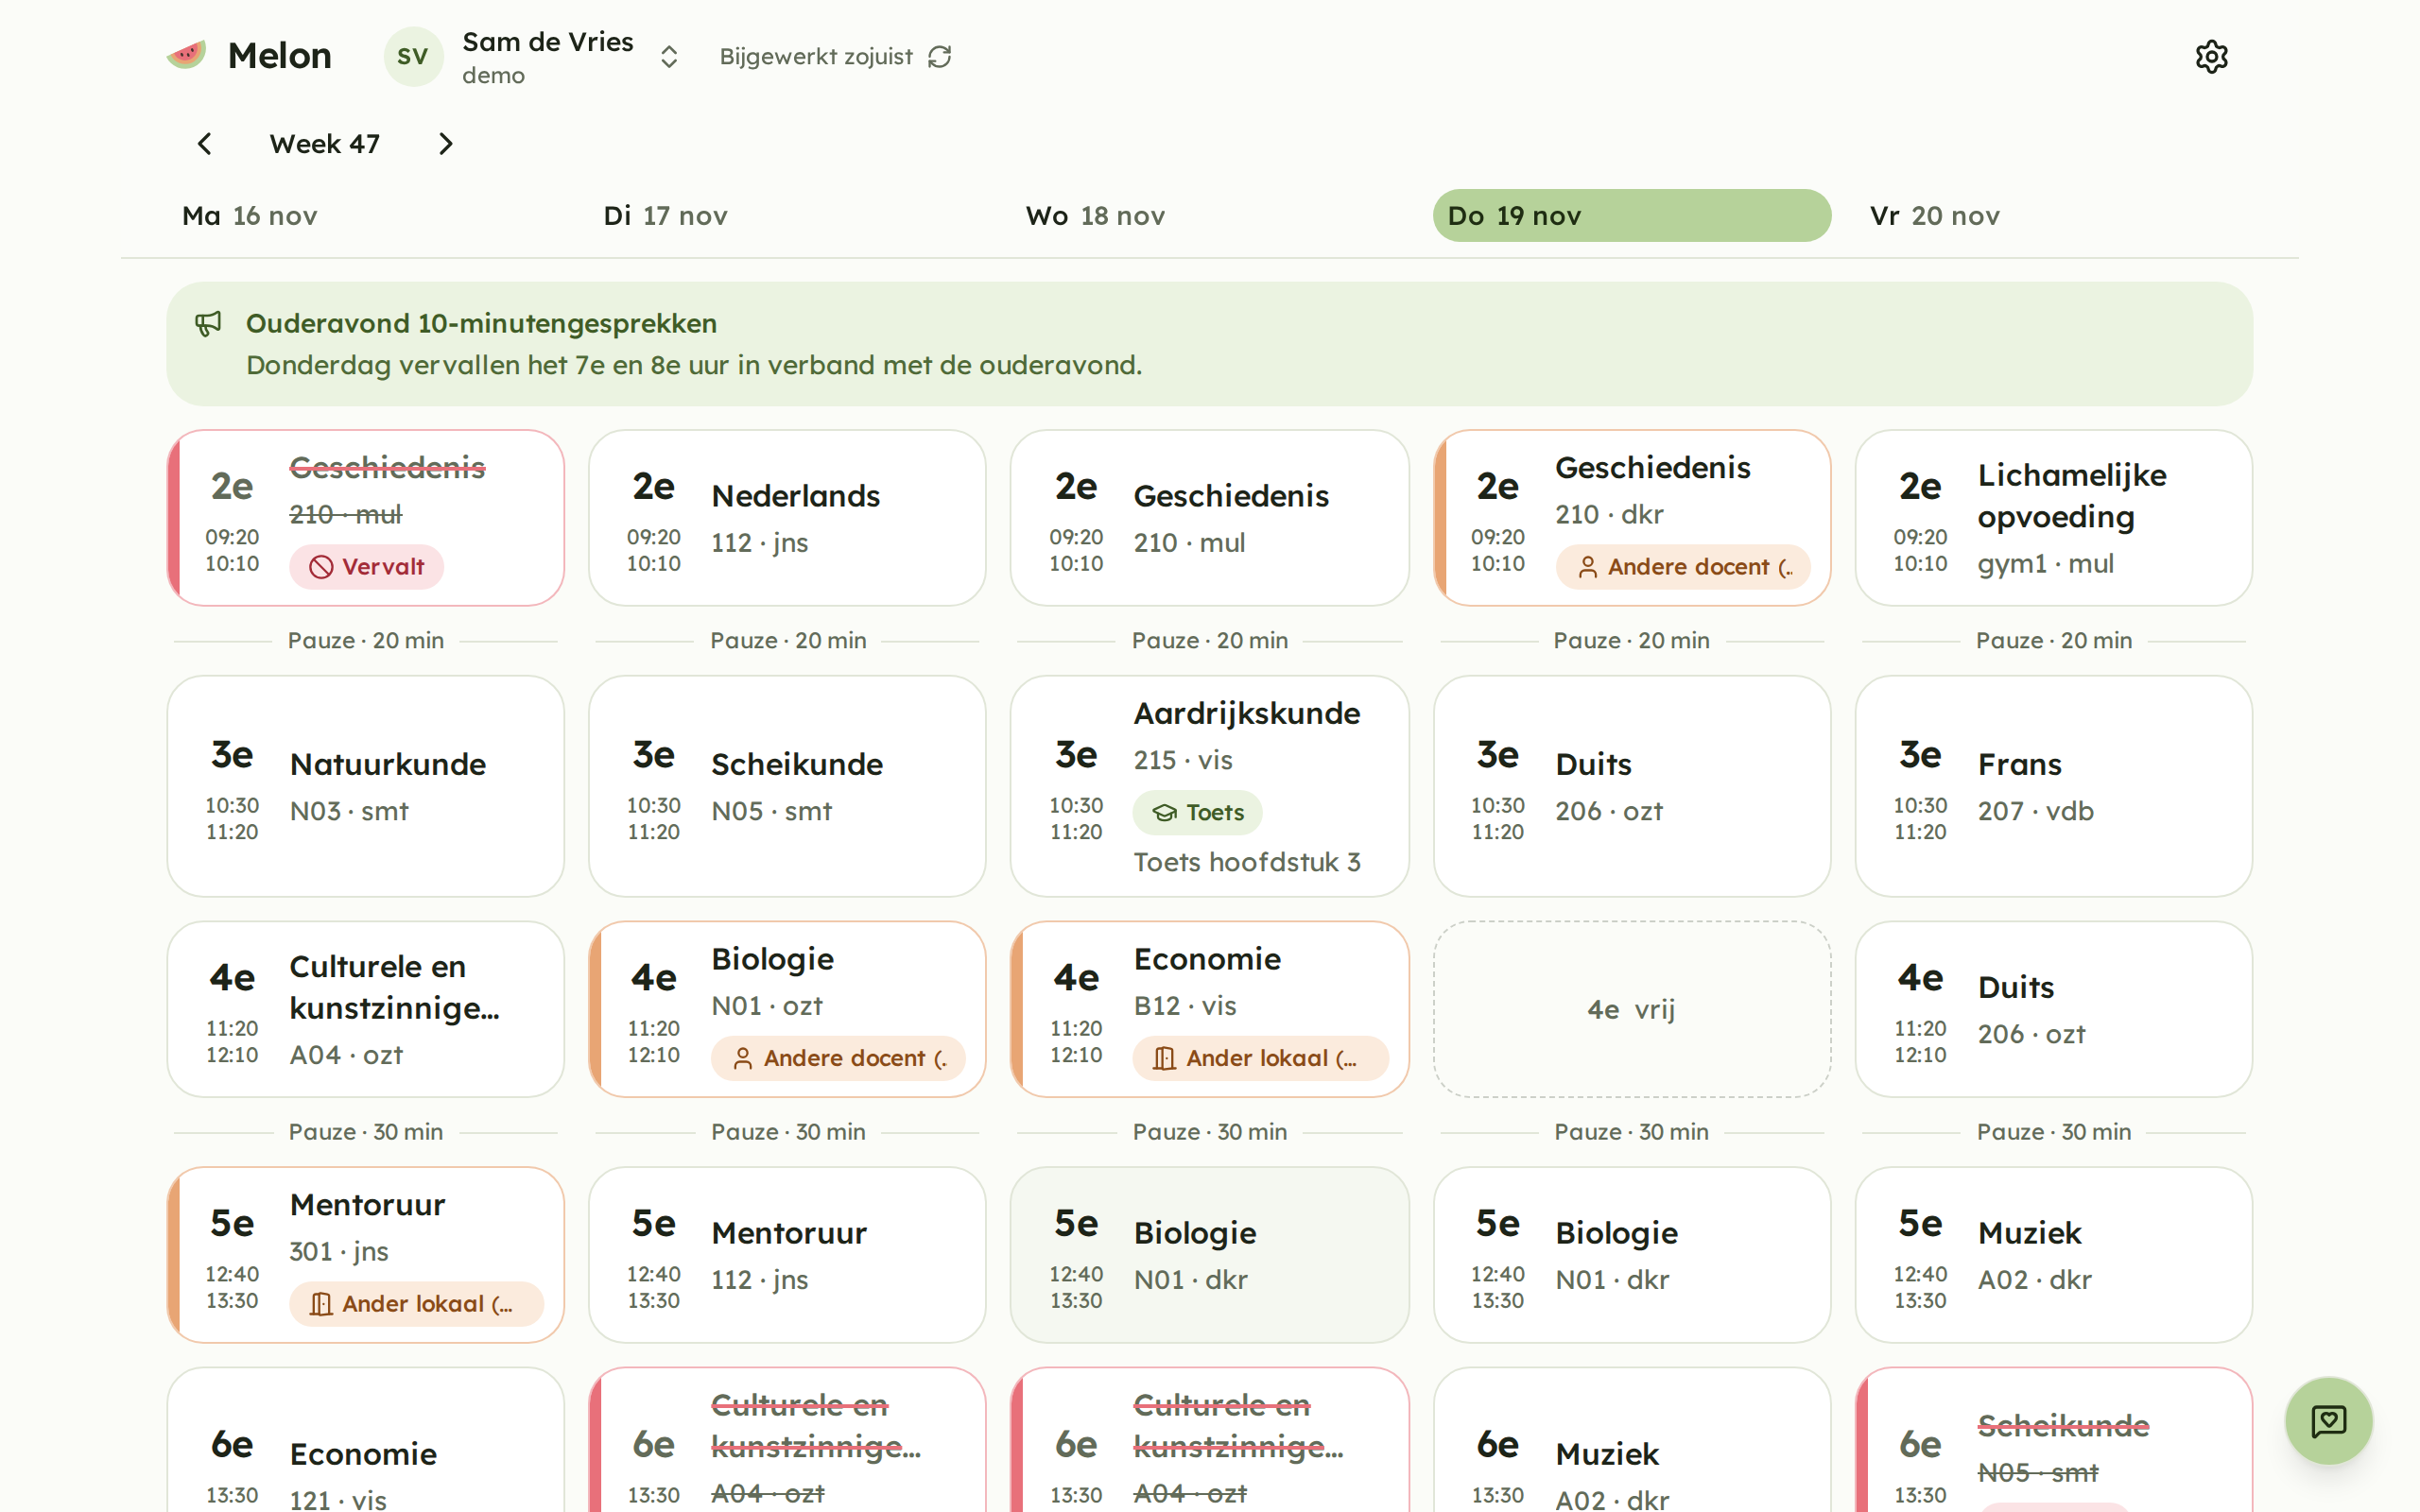 Melon
SV
Sam de Vries
demo
Bijgewerkt zojuist
Week 47
Ma 16 nov
Di 17 nov
Wo 18 nov
Do 19 nov
Vr 20 nov
Ouderavond 10-minutengesprekken
Donderdag vervallen het 7e en 8e uur in verband met de ouderavond.
2e
09:20
10:10
Geschiedenis
210 · mul
Vervalt
2e
09:20
10:10
Nederlands
112 · jns
2e
09:20
10:10
Geschiedenis
210 · mul
2e
09:20
10:10
Geschiedenis
210 · dkr
Andere docent (.
2e
09:20
10:10
Lichamelijke
opvoeding
gym1 · mul
Pauze · 20 min
Pauze · 20 min
Pauze · 20 min
Pauze · 20 min
Pauze · 20 min
3e
10:30
11:20
Natuurkunde
N03 · smt
3e
10:30
11:20
Scheikunde
N05 · smt
3e
10:30
11:20
Aardrijkskunde
215 · vis
Toets
Toets hoofdstuk 3
3e
10:30
11:20
Duits
206 · ozt
3e
10:30
11:20
Frans
207 · vdb
4e
11:20
12:10
Culturele en
kunstzinnige…
A04 · ozt
4e
11:20
12:10
Biologie
N01 · ozt
Andere docent (.
4e
11:20
12:10
Economie
B12 · vis
Ander lokaal (…
4e vrij
4e
11:20
12:10
Duits
206 · ozt
Pauze · 30 min
Pauze · 30 min
Pauze · 30 min
Pauze · 30 min
Pauze · 30 min
5e
12:40
13:30
Mentoruur
301 · jns
Ander lokaal (…
5e
12:40
13:30
Mentoruur
112 · jns
5e
12:40
13:30
Biologie
N01 · dkr
5e
12:40
13:30
Biologie
N01 · dkr
5e
12:40
13:30
Muziek
A02 · dkr
6e
13:30
Economie
121 · vis
6e
13:30
Culturele en
kunstzinnige…
A04 · ozt
6e
13:30
Culturele en
kunstzinnige…
A04 · ozt
6e
13:30
Muziek
A02 · dkr
6e
13:30
Scheikunde
N05 · smt